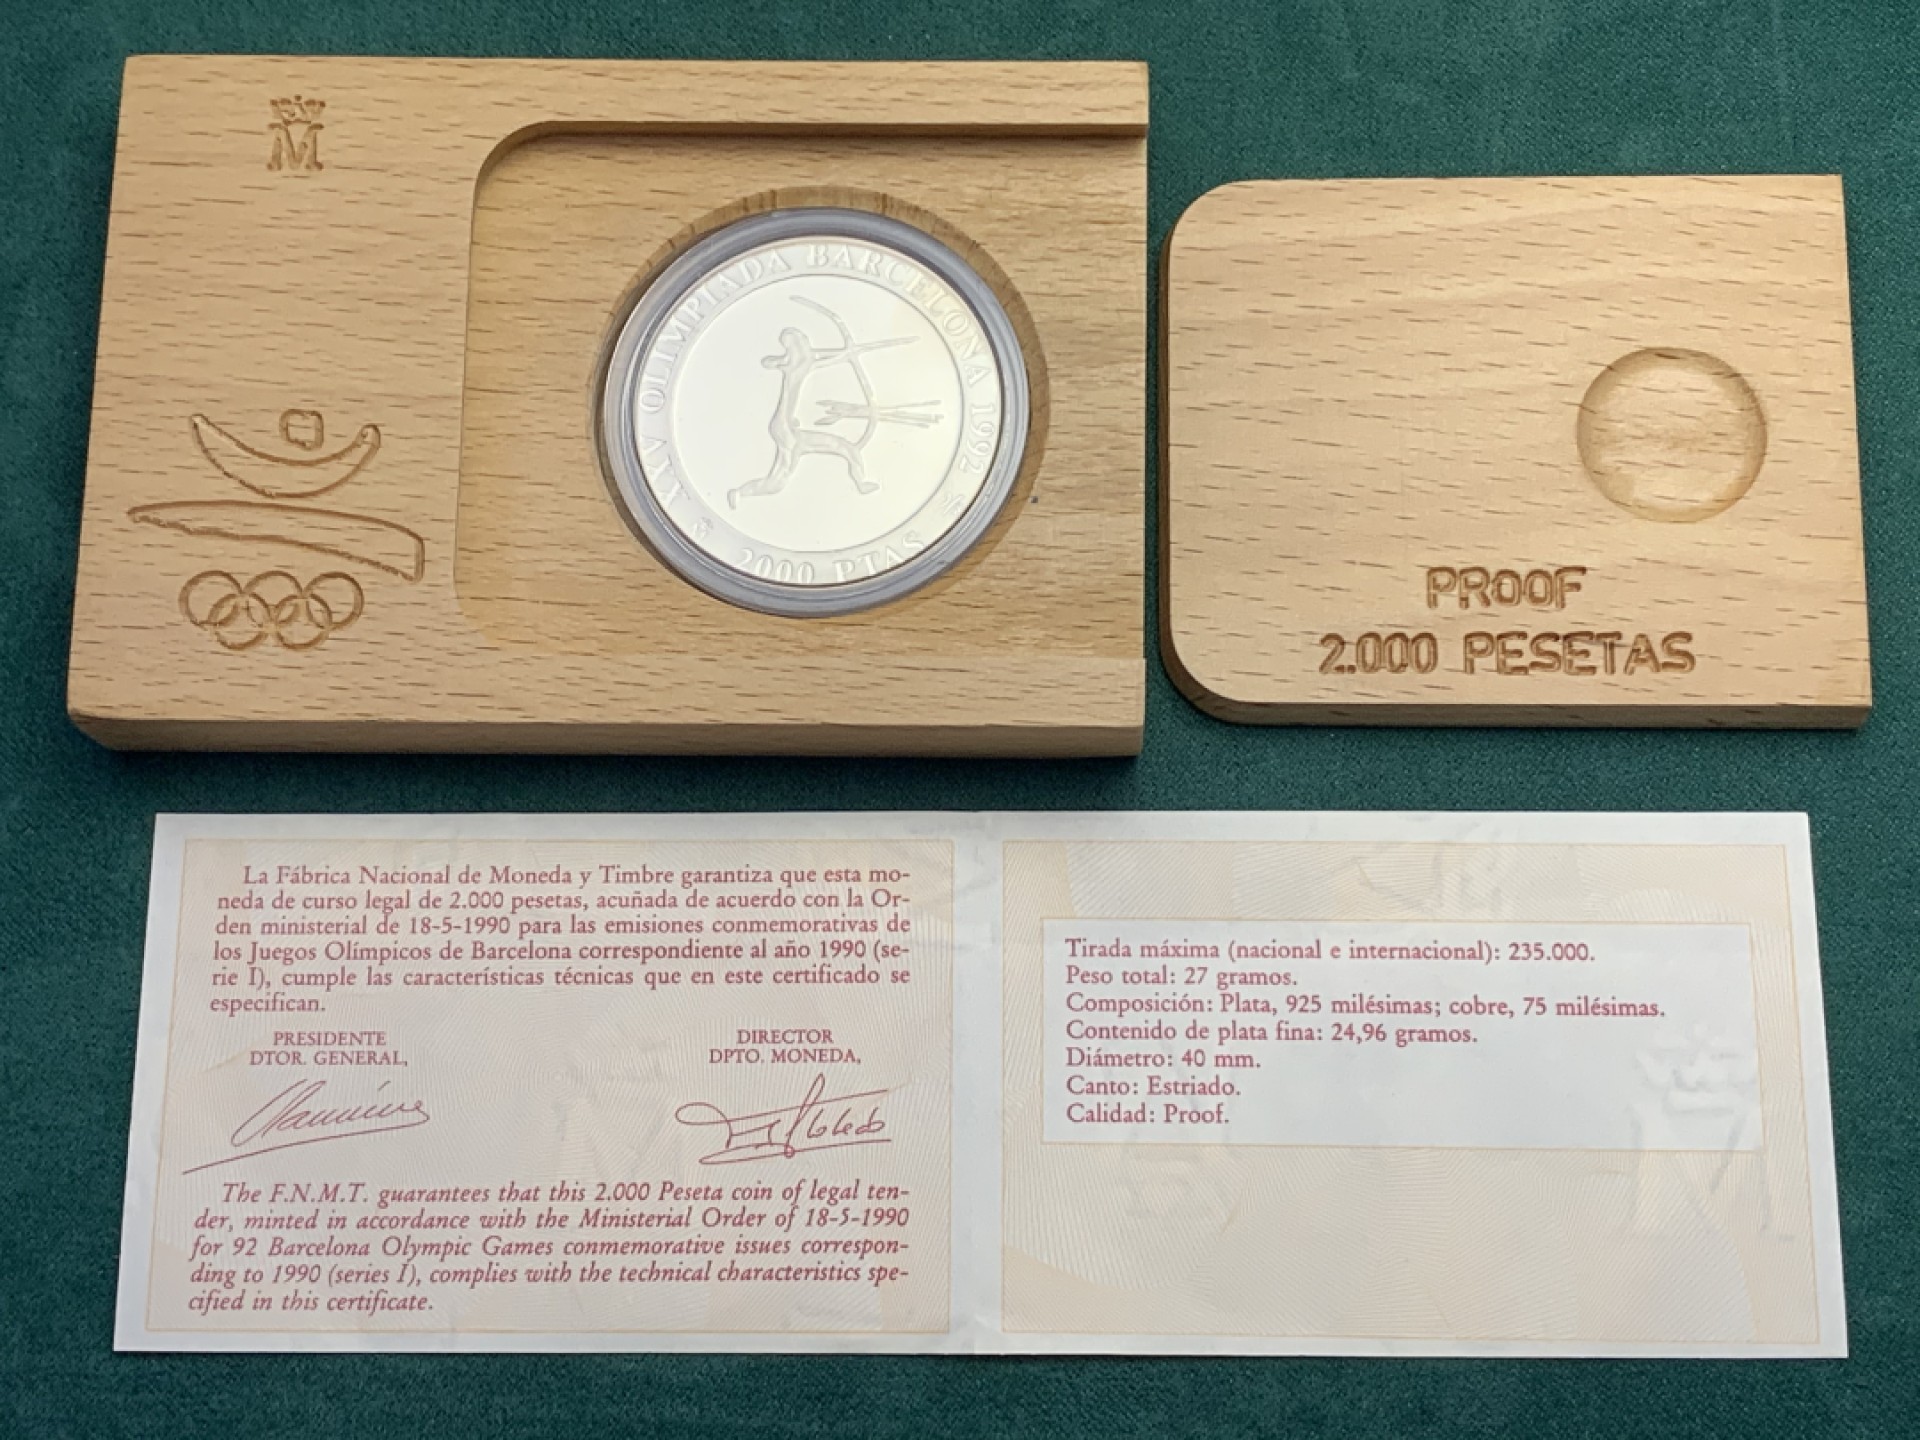 M
XXV OLIMPIADA BARCELONA 1992
2000 PTAS
PROOF
2.000 PESETAS
La Fábrica Nacional de Moneda y Timbre garantiza que esta mo-
neda de curso legal de 2.000 pesetas, acuñada de acuerdo con la Or-
den ministerial de 18-5-1990 para las emisiones conmemorativas de
los Juegos Olímpicos de Barcelona correspondiente al año 1990 (se-
rie I), cumple las características técnicas que en este certificado se
especifican.
PRESIDENTE
DTOR. GENERAL,
DIRECTOR
DPTO. MONEDA,
The F.N.M.T. guarantees that this 2.000 Peseta coin of legal ten-
der, minted in accordance with the Ministerial Order of 18-5-1990
for 92 Barcelona Olympic Games conmemorative issues correspon-
ding to 1990 (series I), complies with the technical characteristics spe-
cified in this certificate.
Tirada máxima (nacional e internacional): 235.000.
Peso total: 27 gramos.
Composición: Plata, 925 milésimas; cobre, 75 milésimas.
Contenido de plata fina: 24,96 gramos.
Diámetro: 40 mm.
Canto: Estriado.
Calidad: Proof.